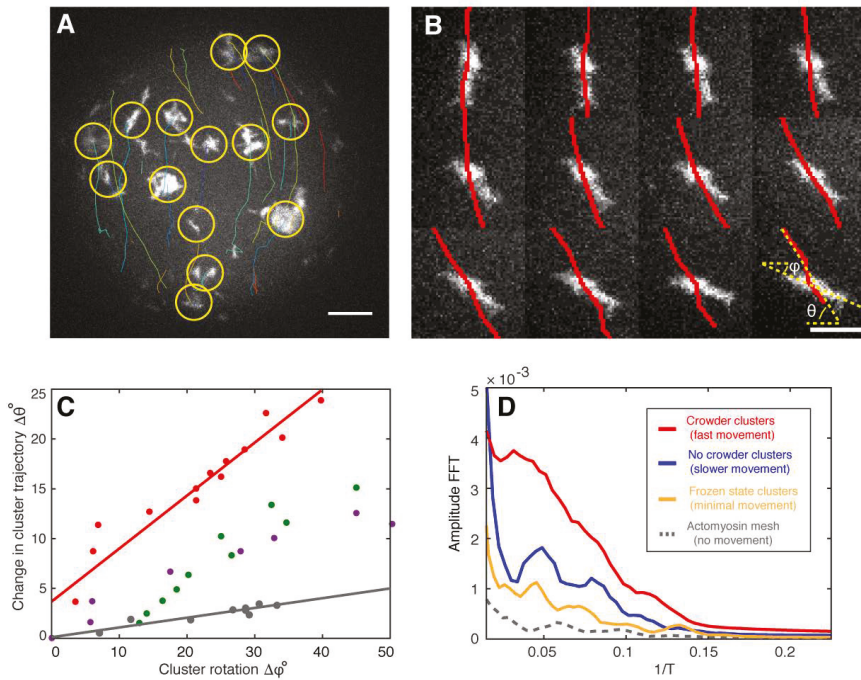 A
B
φ
θ
C
Change in cluster trajectory Δθ°
25
20
15
10
5
0
0 10 20 30 40 50
Cluster rotation Δφ°
D
× 10⁻³
Amplitude FFT
5
4
3
2
1
0
0.05 0.1 0.15 0.2
1/T
Crowder clusters
(fast movement)
No crowder clusters
(slower movement)
Frozen state clusters
(minimal movement)
Actomyosin mesh
(no movement)